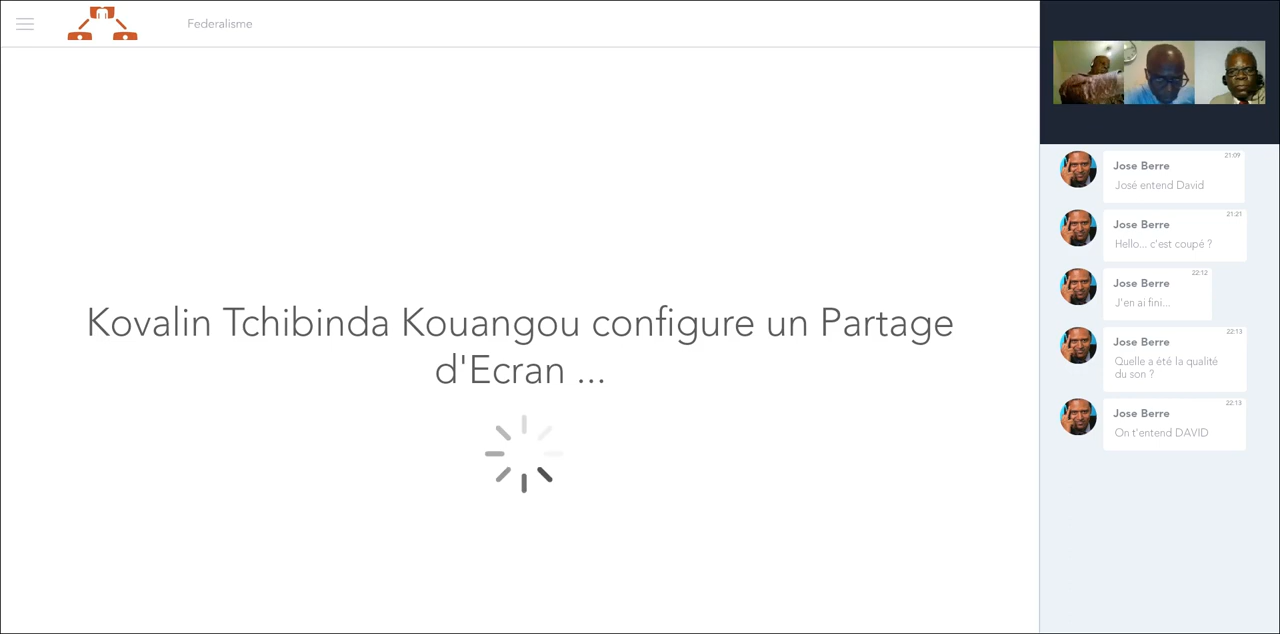 Federalisme
Kovalin Tchibinda Kouangou configure un Partage
d'Ecran ...
21:09
Jose Berre
José entend David
21:21
Jose Berre
Hello... c'est coupé ?
22:12
Jose Berre
J'en ai fini...
22:13
Jose Berre
Quelle a été la qualité
du son ?
22:13
Jose Berre
On t'entend DAVID